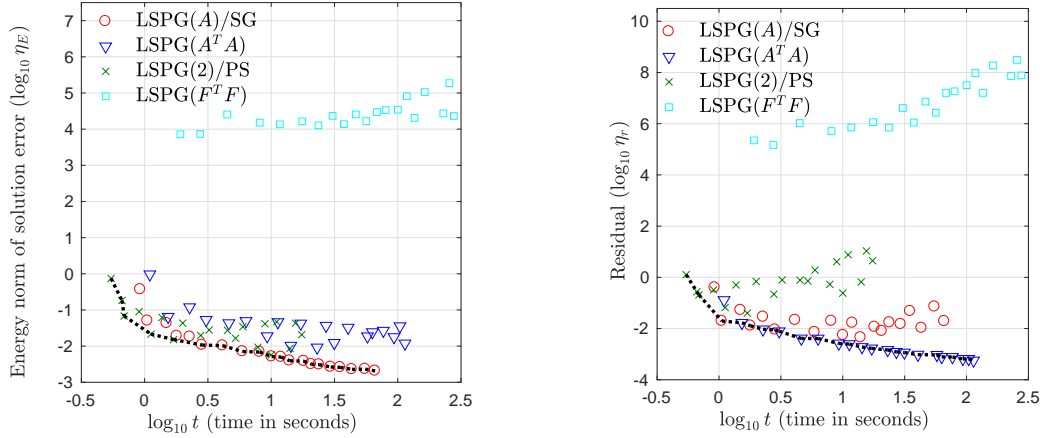 LSPG(A)/SG
LSPG(A^T A)
LSPG(2)/PS
LSPG(F^T F)
7
6
5
4
3
2
1
0
-1
-2
-3
-0.5 0 0.5 1 1.5 2 2.5
log₁₀ t (time in seconds)
Energy norm of solution error (log₁₀ η_E)
LSPG(A)/SG
LSPG(A^T A)
LSPG(2)/PS
LSPG(F^T F)
10
8
6
4
2
0
-2
-4
-0.5 0 0.5 1 1.5 2 2.5
log₁₀ t (time in seconds)
Residual (log₁₀ η_r)